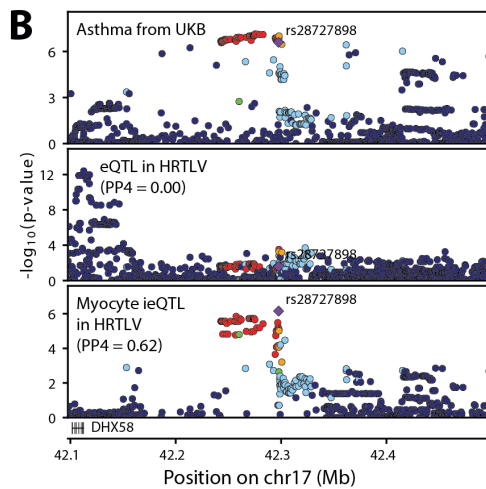 B
Asthma from UKB
rs28727898
6
3
0
eQTL in HRTLV
(PP4 = 0.00)
rs28727898
12
8
4
0
-log10(p-value)
Myocyte ieQTL
in HRTLV
(PP4 = 0.62)
rs28727898
6
4
2
0
DHX58
42.1 42.2 42.3 42.4
Position on chr17 (Mb)